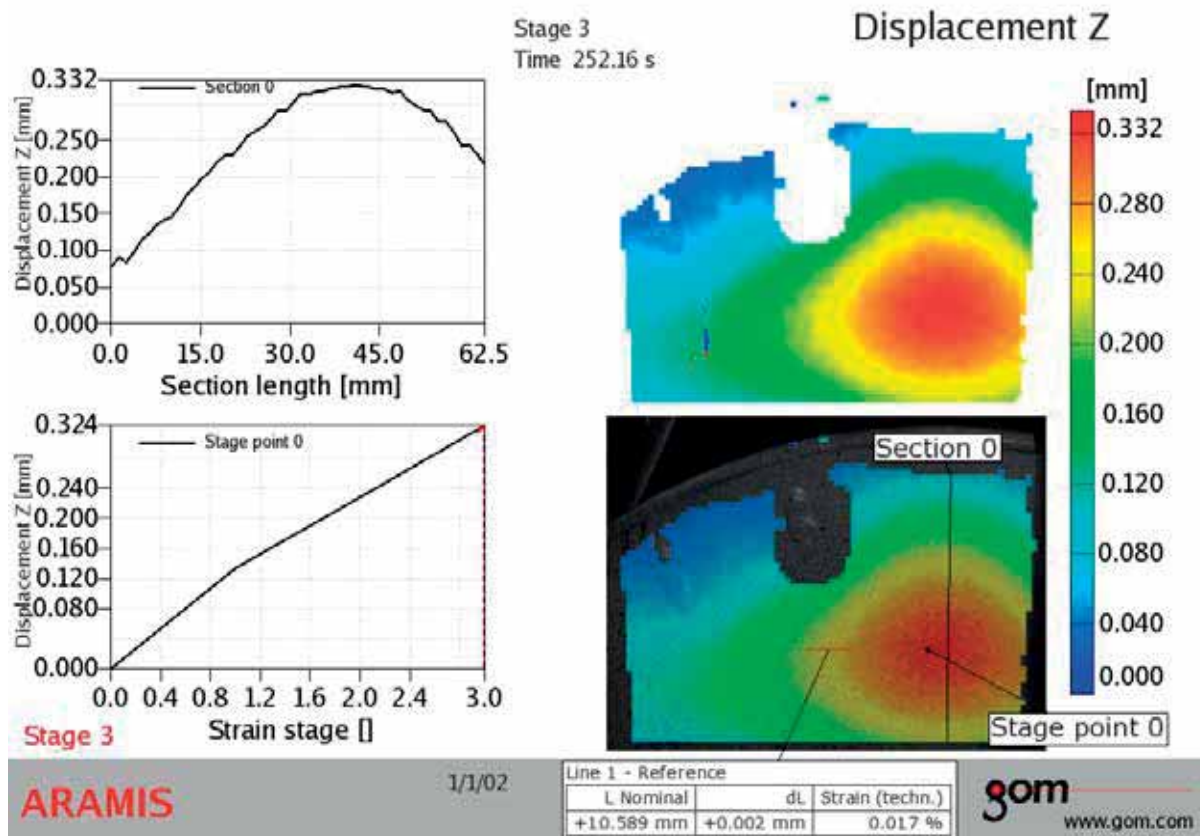 Stage 3
Time 252.16 s
Displacement Z
Section 0
Displacement Z [mm]
0.332
0.250
0.200
0.150
0.100
0.050
0.000
0.0 15.0 30.0 45.0 62.5
Section length [mm]
Stage point 0
Displacement Z [mm]
0.324
0.240
0.200
0.160
0.120
0.080
0.000
0.0 0.4 0.8 1.2 1.6 2.0 2.4 3.0
Strain stage []
Stage 3
[mm]
0.332
0.280
0.240
0.200
0.160
0.120
0.080
0.040
0.000
Section 0
Stage point 0
ARAMIS
1/1/02
Line 1 - Reference
L Nominal dL Strain (techn.)
+10.589 mm +0.002 mm 0.017 %
gom
www.gom.com